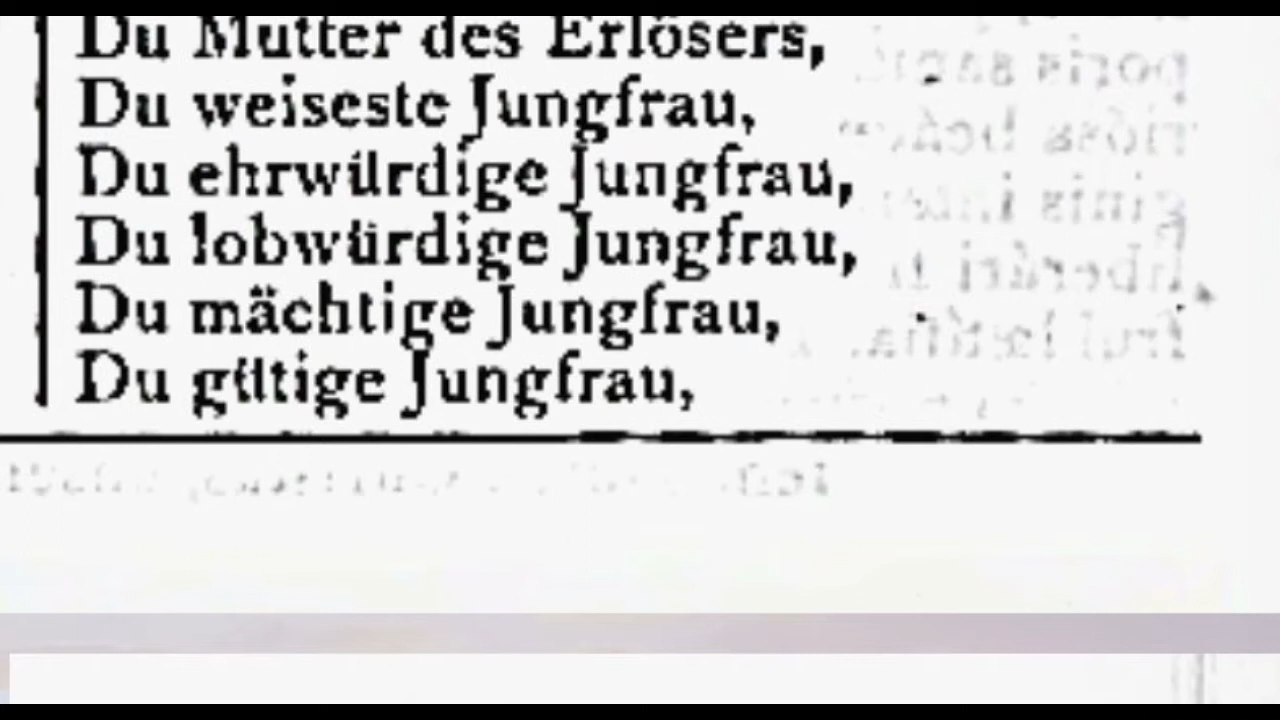 Du Mutter des Erlösers,
Du weiseste Jungfrau,
Du ehrwürdige Jungfrau,
Du lobwürdige Jungfrau,
Du mächtige Jungfrau,
Du gütige Jungfrau,